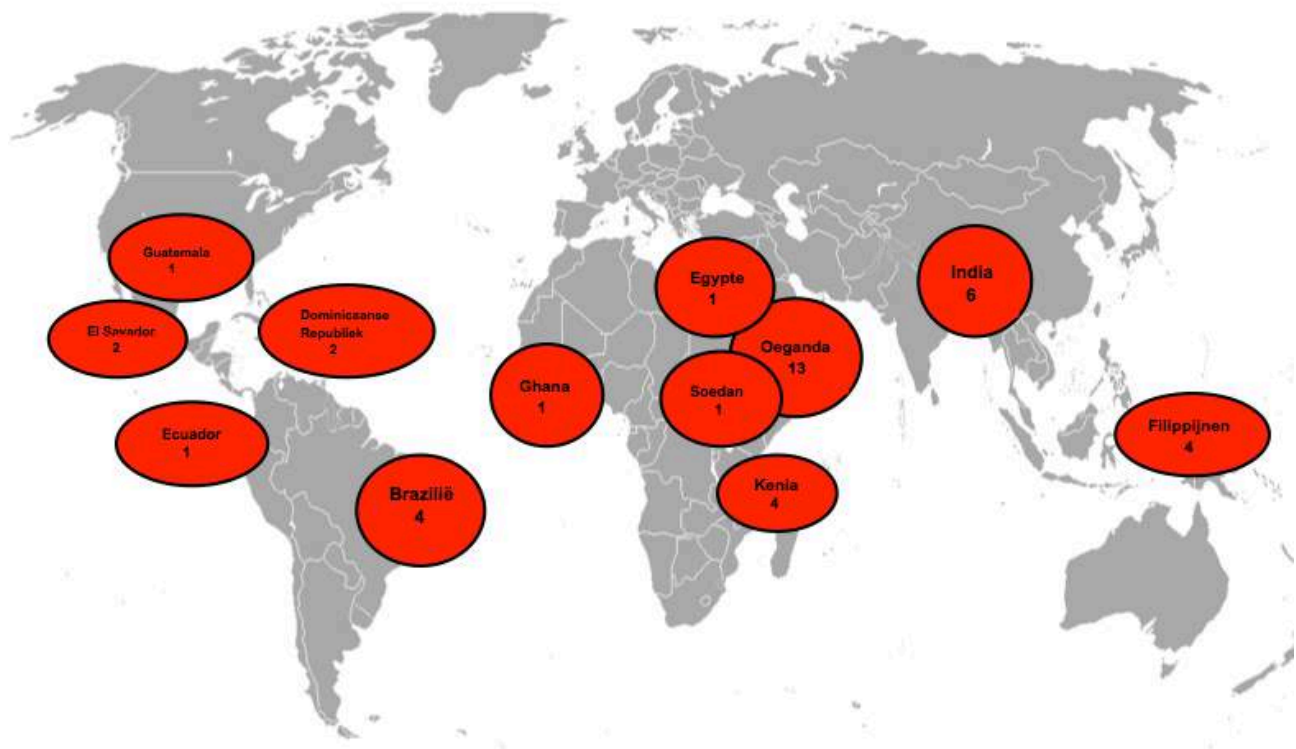 Guatemala
1
El Savador
2
Dominicaanse
Republiek
2
Ecuador
1
Brazilië
4
Ghana
1
Egypte
1
Oeganda
13
Soedan
1
Kenia
4
India
6
Filippijnen
4